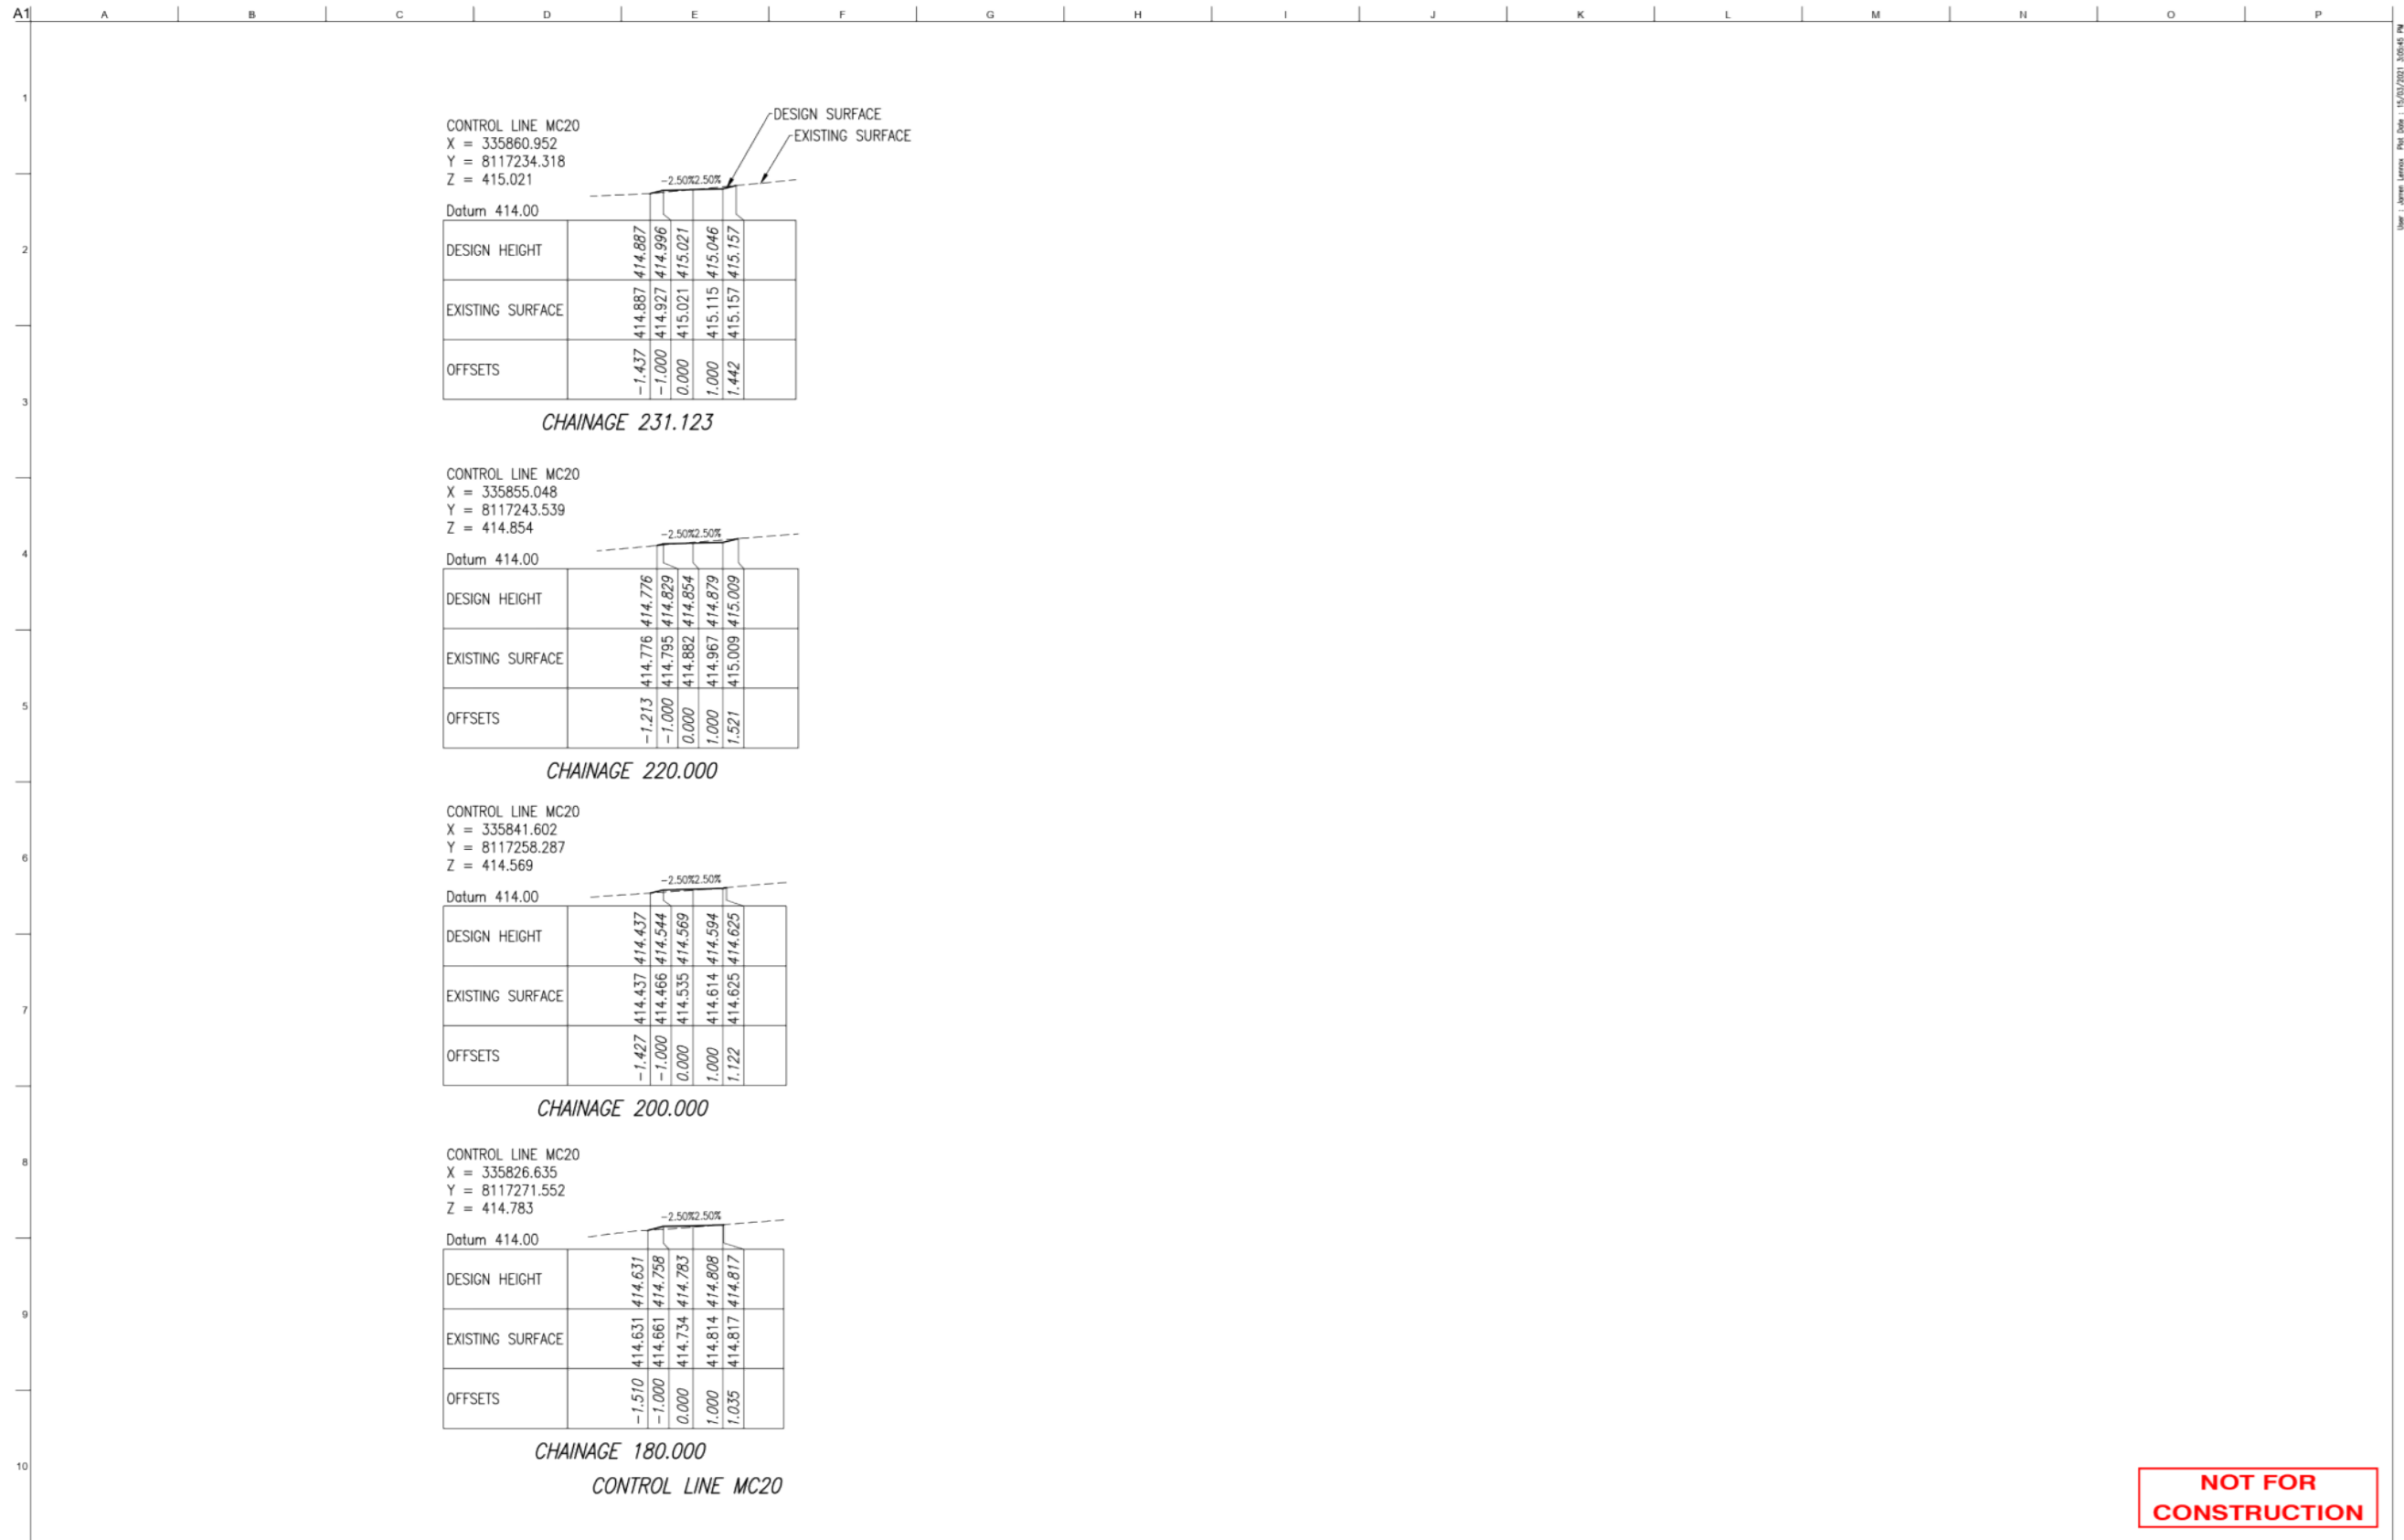 A1 A B C D E F G H I J K L M N O P
User : Jarren Lennox Plot Date : 15/03/2021 3:05:45 PM
1
2
3
4
5
6
7
8
9
10
CONTROL LINE MC20
X = 335860.952
Y = 8117234.318
Z = 415.021
DESIGN SURFACE
EXISTING SURFACE
-2.50% 2.50%
Datum 414.00
DESIGN HEIGHT 414.887 414.996 415.021 415.046 415.157
EXISTING SURFACE 414.887 414.927 415.021 415.115 415.157
OFFSETS -1.437 -1.000 0.000 1.000 1.442
CHAINAGE 231.123
CONTROL LINE MC20
X = 335855.048
Y = 8117243.539
Z = 414.854
-2.50% 2.50%
Datum 414.00
DESIGN HEIGHT 414.776 414.829 414.854 414.879 415.009
EXISTING SURFACE 414.776 414.795 414.882 414.967 415.009
OFFSETS -1.213 -1.000 0.000 1.000 1.521
CHAINAGE 220.000
CONTROL LINE MC20
X = 335841.602
Y = 8117258.287
Z = 414.569
-2.50% 2.50%
Datum 414.00
DESIGN HEIGHT 414.437 414.544 414.569 414.594 414.625
EXISTING SURFACE 414.437 414.466 414.535 414.614 414.625
OFFSETS -1.427 -1.000 0.000 1.000 1.122
CHAINAGE 200.000
CONTROL LINE MC20
X = 335826.635
Y = 8117271.552
Z = 414.783
-2.50% 2.50%
Datum 414.00
DESIGN HEIGHT 414.631 414.758 414.783 414.808 414.817
EXISTING SURFACE 414.631 414.661 414.734 414.814 414.817
OFFSETS -1.510 -1.000 0.000 1.000 1.035
CHAINAGE 180.000
CONTROL LINE MC20
NOT FOR
CONSTRUCTION